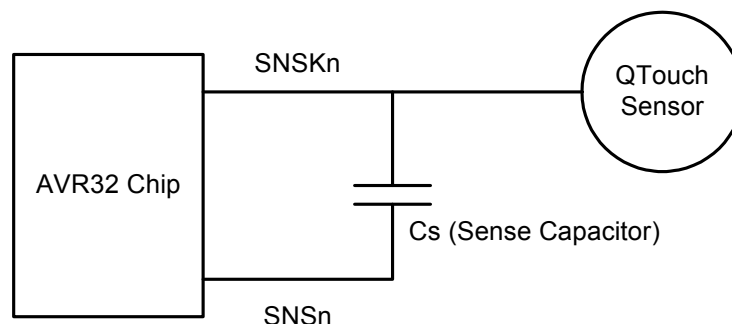 SNSKn
QTouch
Sensor
AVR32 Chip
Cs (Sense Capacitor)
SNSn